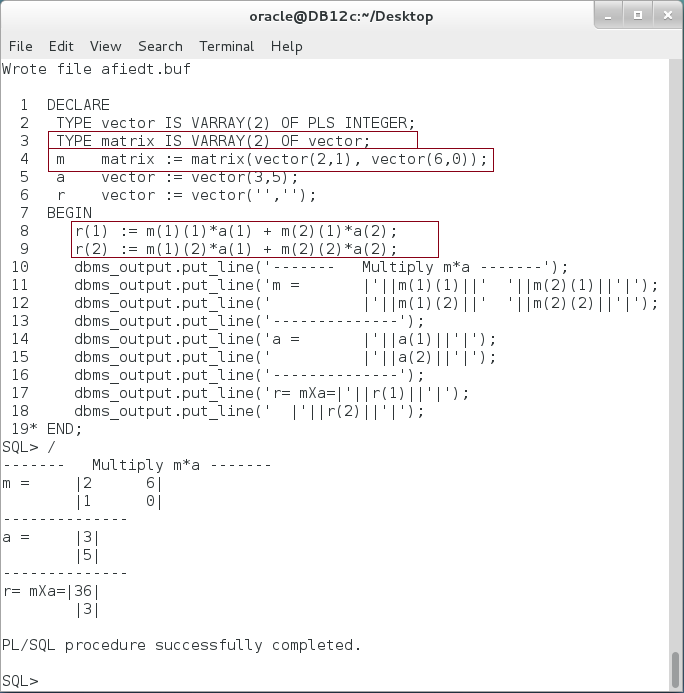 oracle@DB12c:~/Desktop
File Edit View Search Terminal Help
Wrote file afiedt.buf
  1  DECLARE
  2   TYPE vector IS VARRAY(2) OF PLS INTEGER;
  3   TYPE matrix IS VARRAY(2) OF vector;
  4   m    matrix := matrix(vector(2,1), vector(6,0));
  5   a    vector := vector(3,5);
  6   r    vector := vector('','');
  7  BEGIN
  8     r(1) := m(1)(1)*a(1) + m(2)(1)*a(2);
  9     r(2) := m(1)(2)*a(1) + m(2)(2)*a(2);
 10     dbms_output.put_line('-------   Multiply m*a -------');
 11     dbms_output.put_line('m =       |'||m(1)(1)||'  '||m(2)(1)||'|');
 12     dbms_output.put_line('          |'||m(1)(2)||'  '||m(2)(2)||'|');
 13     dbms_output.put_line('--------------');
 14     dbms_output.put_line('a =       |'||a(1)||'|');
 15     dbms_output.put_line('          |'||a(2)||'|');
 16     dbms_output.put_line('--------------');
 17     dbms_output.put_line('r= mXa=|'||r(1)||'|');
 18     dbms_output.put_line('  |'||r(2)||'|');
 19* END;
SQL> /
-------   Multiply m*a -------
m =     |2      6|
        |1      0|
--------------
a =     |3|
        |5|
--------------
r= mXa=|36|
        |3|
PL/SQL procedure successfully completed.
SQL>